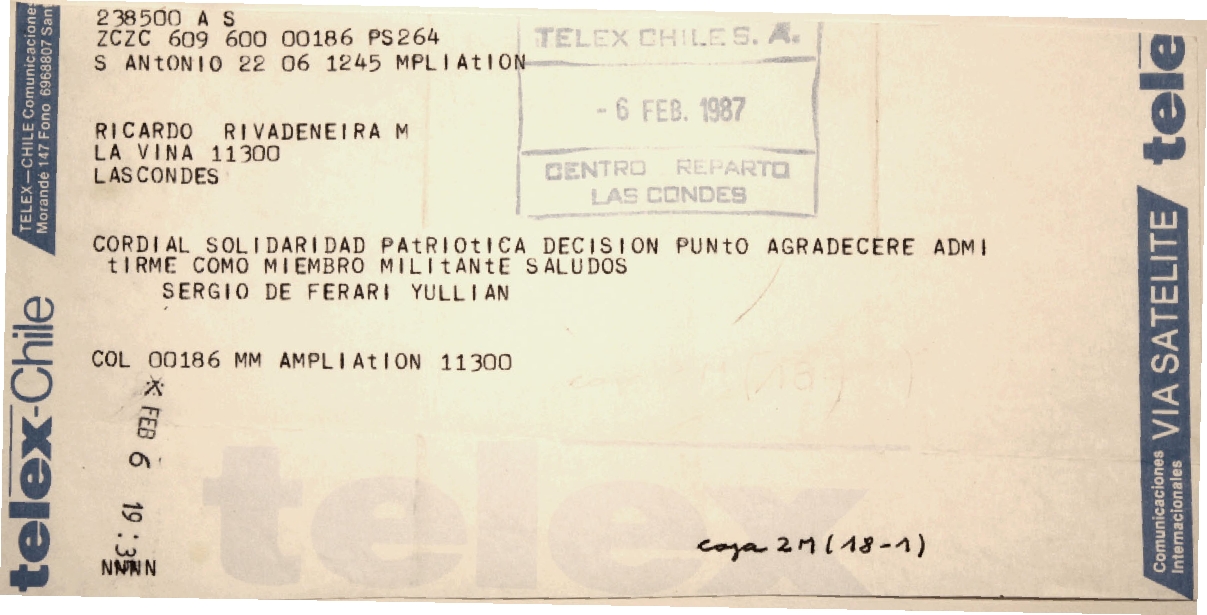 238500 A S
ZCZC 609 600 00186 PS264
S ANtONIO 22 06 1245 MPLIAtION
TELEX CHILE S. A.
- 6 FEB. 1987
CENTRO REPARTO
LAS CONDES
RICARDO RIVADENEIRA M
LA VINA 11300
LASCONDES
CORDIAL SOLIDARIDAD PAtRIOtICA DECISION PUNtO AGRADECERE ADMI
tIRME COMO MIEMBRO MILItANtE SALUDOS
SERGIO DE FERARI YULLIAN
COL 00186 MM AMPLIAtION 11300
FEB 6 19:3
NNNN
caja 2M (18-1)
telex
TELEX—CHILE Comunicaciones
Morandé 147 Fono 6968807 San
telex-Chile
tele
VIA SATELITE
Comunicaciones
Internacionales